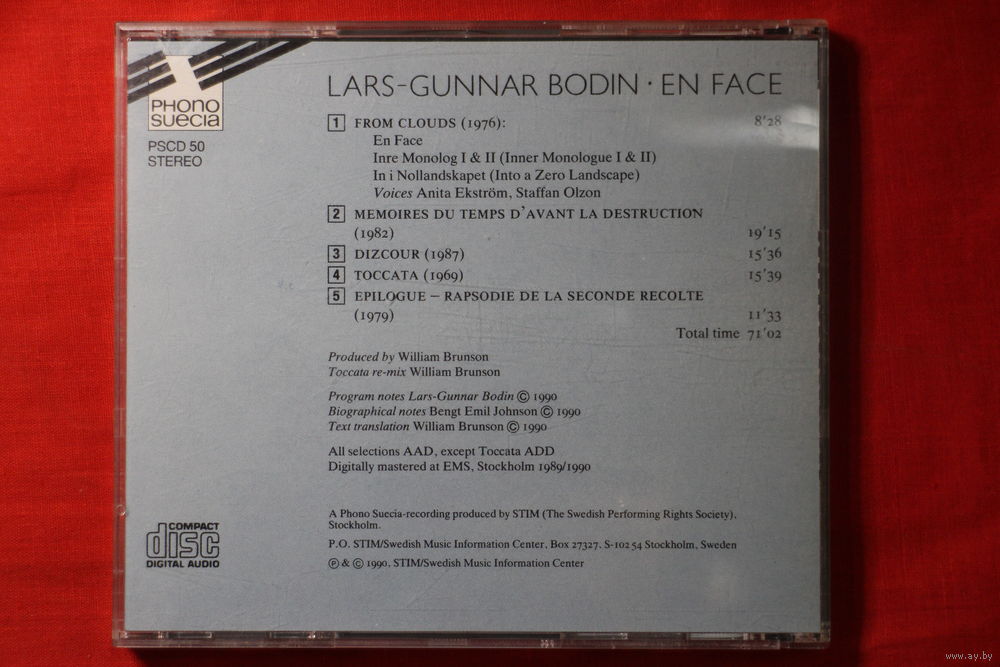 LARS-GUNNAR BODIN · EN FACE
PHONO
SUECIA
PSCD 50
STEREO
1 FROM CLOUDS (1976): 8'28
En Face
Inre Monolog I & II (Inner Monologue I & II)
In i Nollandskapet (Into a Zero Landscape)
Voices Anita Ekström, Staffan Olzon
2 MEMOIRES DU TEMPS D'AVANT LA DESTRUCTION
(1982) 19'15
3 DIZCOUR (1987) 15'36
4 TOCCATA (1969) 15'39
5 EPILOGUE – RAPSODIE DE LA SECONDE RECOLTE
(1979) 11'33
Total time 71'02
Produced by William Brunson
Toccata re-mix William Brunson
Program notes Lars-Gunnar Bodin © 1990
Biographical notes Bengt Emil Johnson © 1990
Text translation William Brunson © 1990
All selections AAD, except Toccata ADD
Digitally mastered at EMS, Stockholm 1989/1990
A Phono Suecia-recording produced by STIM (The Swedish Performing Rights Society),
Stockholm.
P.O. STIM/Swedish Music Information Center, Box 27327, S-102 54 Stockholm, Sweden
℗ & © 1990, STIM/Swedish Music Information Center
COMPACT
disc
DIGITAL AUDIO
www.ay.by